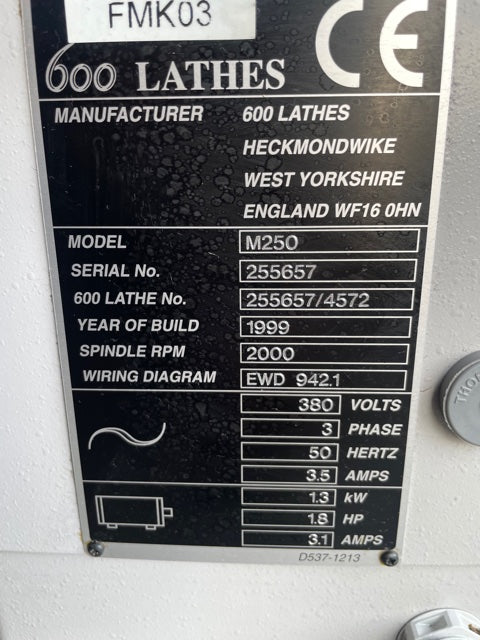 FMK03
600 LATHES CE
MANUFACTURER 600 LATHES
HECKMONDWIKE
WEST YORKSHIRE
ENGLAND WF16 0HN
MODEL M250
SERIAL No. 255657
600 LATHE No. 255657/4572
YEAR OF BUILD 1999
SPINDLE RPM 2000
WIRING DIAGRAM EWD 942.1
380 VOLTS
3 PHASE
50 HERTZ
3.5 AMPS
1.3 kW
1.8 HP
3.1 AMPS
D537-1213